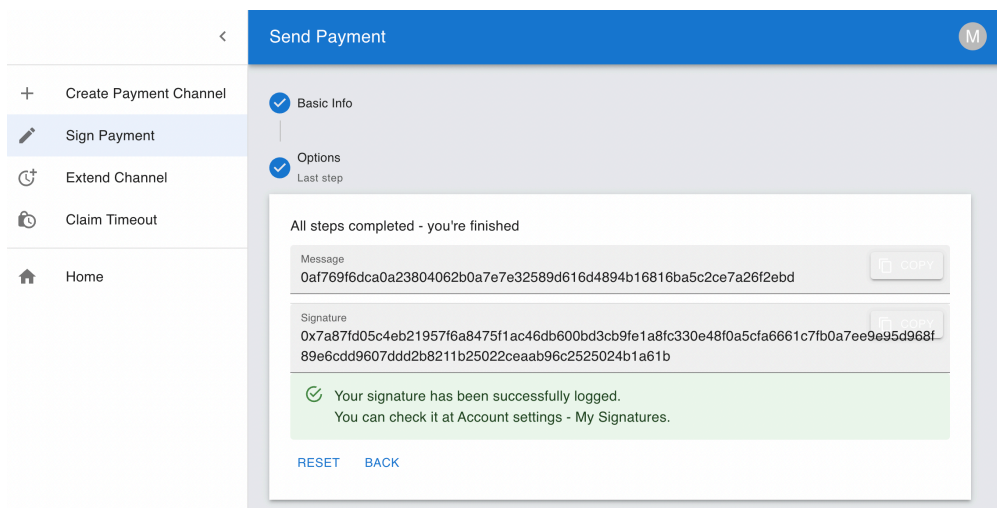 Send Payment
M
Create Payment Channel
Sign Payment
Extend Channel
Claim Timeout
Home
Basic Info
Options
Last step
All steps completed - you're finished
Message
0af769f6dca0a23804062b0a7e7e32589d616d4894b16816ba5c2ce7a26f2ebd
COPY
Signature
COPY
0x7a87fd05c4eb21957f6a8475f1ac46db600bd3cb9fe1a8fc330e48f0a5cfa6661c7fb0a7ee9e95d968f
89e6cdd9607ddd2b8211b25022ceaab96c2525024b1a61b
Your signature has been successfully logged.
You can check it at Account settings - My Signatures.
RESET
BACK